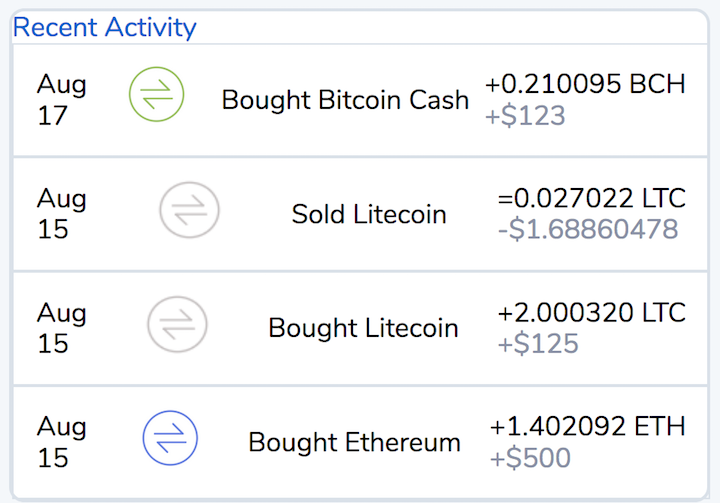 Recent Activity
Aug
17
Bought Bitcoin Cash
+0.210095 BCH
+$123
Aug
15
Sold Litecoin
=0.027022 LTC
-$1.68860478
Aug
15
Bought Litecoin
+2.000320 LTC
+$125
Aug
15
Bought Ethereum
+1.402092 ETH
+$500